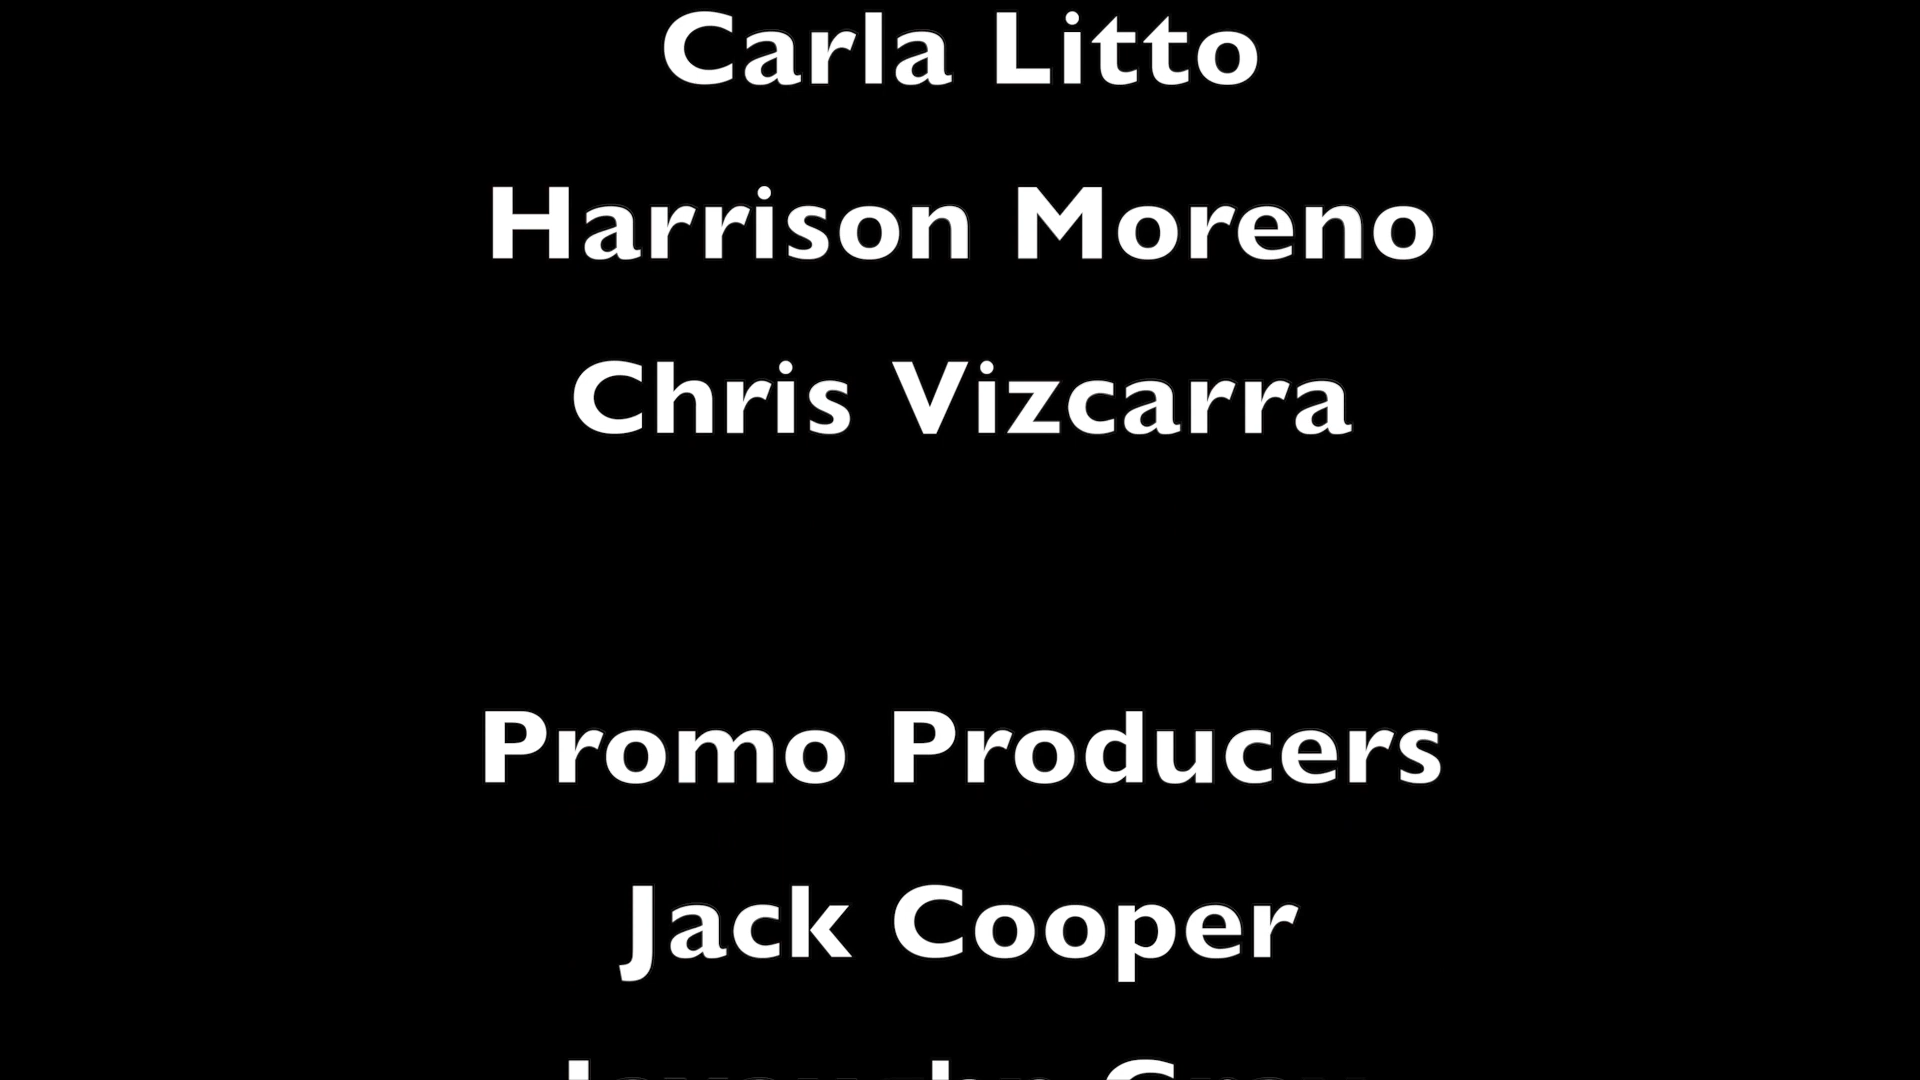 Carla Litto
Harrison Moreno
Chris Vizcarra
Promo Producers
Jack Cooper